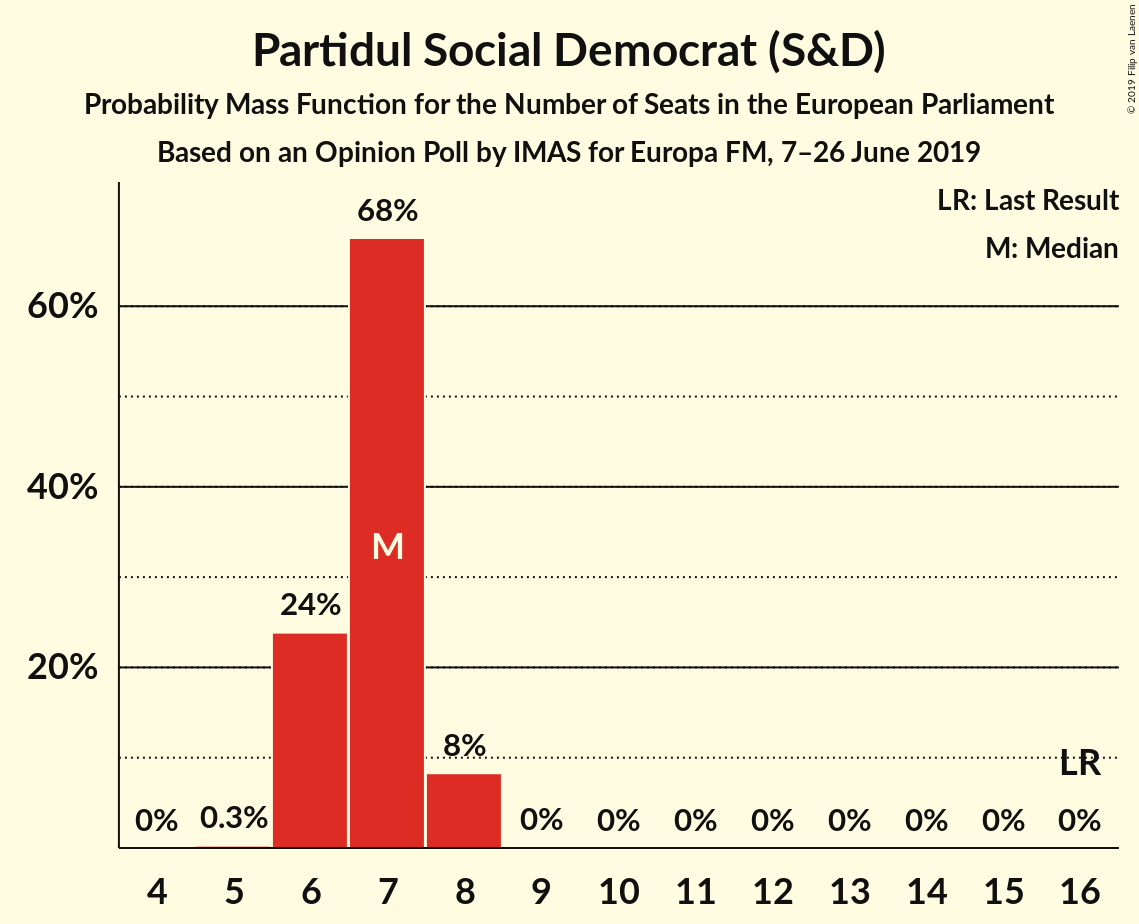 Partidul Social Democrat (S&D)
Probability Mass Function for the Number of Seats in the European Parliament
Based on an Opinion Poll by IMAS for Europa FM, 7–26 June 2019
© 2019 Filip van Laenen
LR: Last Result
M: Median
68%
60%
40%
M
24%
20%
8%
LR
0% 0.3% 0% 0% 0% 0% 0% 0% 0% 0%
4 5 6 7 8 9 10 11 12 13 14 15 16